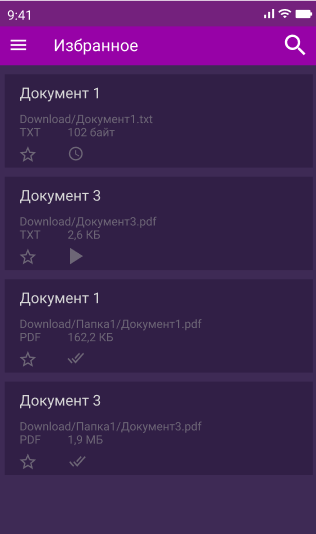 9:41
Избранное
Документ 1
Download/Документ1.txt
TXT 102 байт
Документ 3
Download/Документ3.pdf
TXT 2,6 КБ
Документ 1
Download/Папка1/Документ1.pdf
PDF 162,2 КБ
Документ 3
Download/Папка1/Документ3.pdf
PDF 1,9 МБ